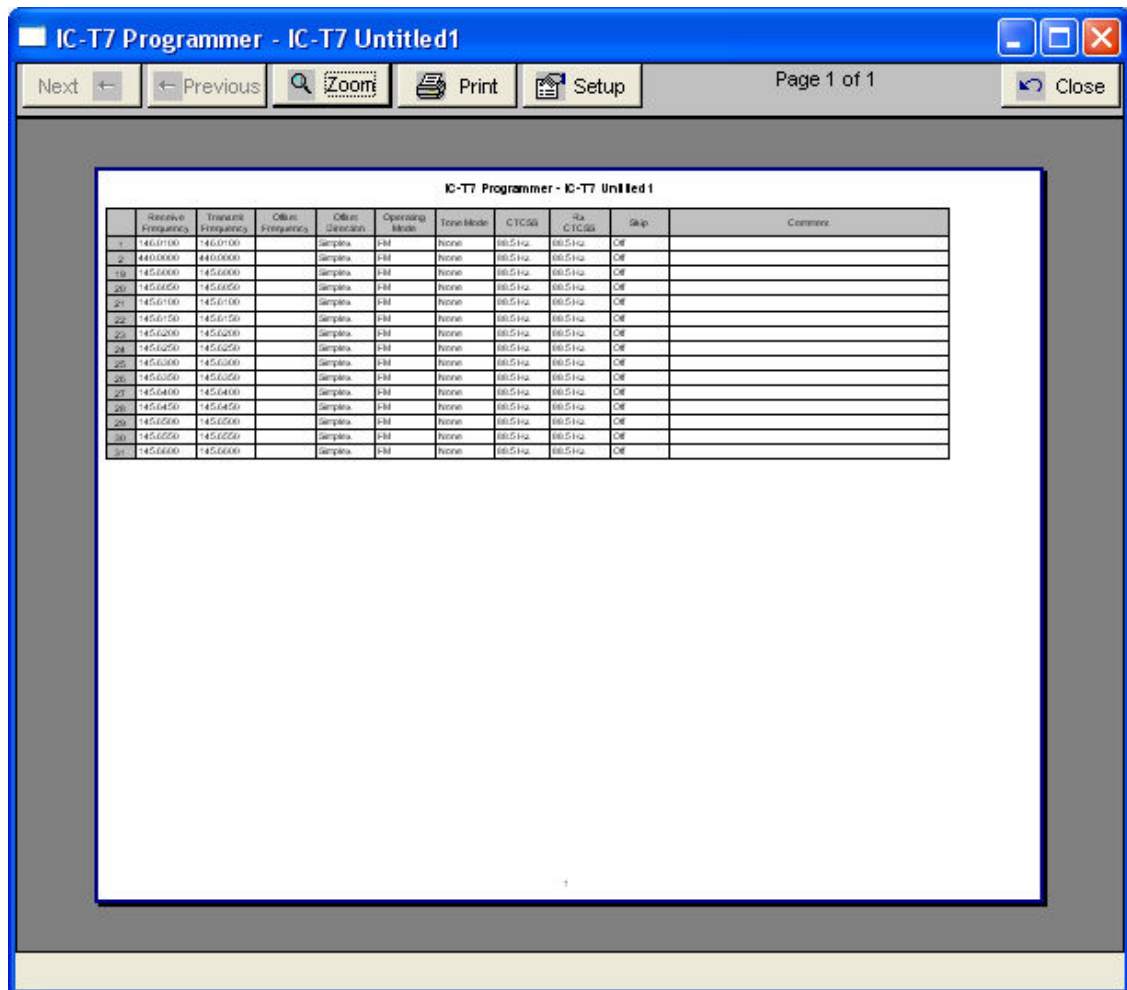 IC-T7 Programmer - IC-T7 Untitled1
Next Previous Zoom Print Setup Page 1 of 1 Close
IC-T7 Programmer - IC-T7 Untitled1
Receive Frequency Transmit Frequency Offset Frequency Offset Direction Operating Mode Tone Mode CTCSS Rx CTCSS Skip Comment
1 146.0100 146.0100 Simplex FM None 88.5 Hz 88.5 Hz Off
2 440.0000 440.0000 Simplex FM None 88.5 Hz 88.5 Hz Off
19 145.6000 145.6000 Simplex FM None 88.5 Hz 88.5 Hz Off
20 145.6050 145.6050 Simplex FM None 88.5 Hz 88.5 Hz Off
21 145.6100 145.6100 Simplex FM None 88.5 Hz 88.5 Hz Off
22 145.6150 145.6150 Simplex FM None 88.5 Hz 88.5 Hz Off
23 145.6200 145.6200 Simplex FM None 88.5 Hz 88.5 Hz Off
24 145.6250 145.6250 Simplex FM None 88.5 Hz 88.5 Hz Off
25 145.6300 145.6300 Simplex FM None 88.5 Hz 88.5 Hz Off
26 145.6350 145.6350 Simplex FM None 88.5 Hz 88.5 Hz Off
27 145.6400 145.6400 Simplex FM None 88.5 Hz 88.5 Hz Off
28 145.6450 145.6450 Simplex FM None 88.5 Hz 88.5 Hz Off
29 145.6500 145.6500 Simplex FM None 88.5 Hz 88.5 Hz Off
30 145.6550 145.6550 Simplex FM None 88.5 Hz 88.5 Hz Off
31 145.6600 145.6600 Simplex FM None 88.5 Hz 88.5 Hz Off
1